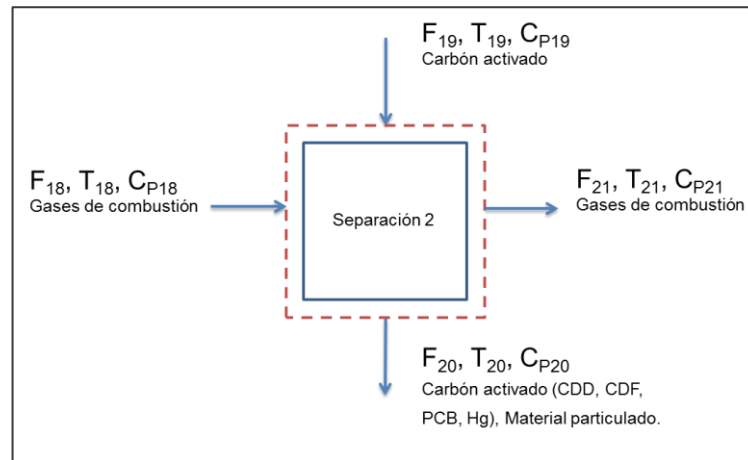 F19, T19, CP19
Carbón activado
F18, T18, CP18
Gases de combustión
Separación 2
F21, T21, CP21
Gases de combustión
F20, T20, CP20
Carbón activado (CDD, CDF,
PCB, Hg), Material particulado.